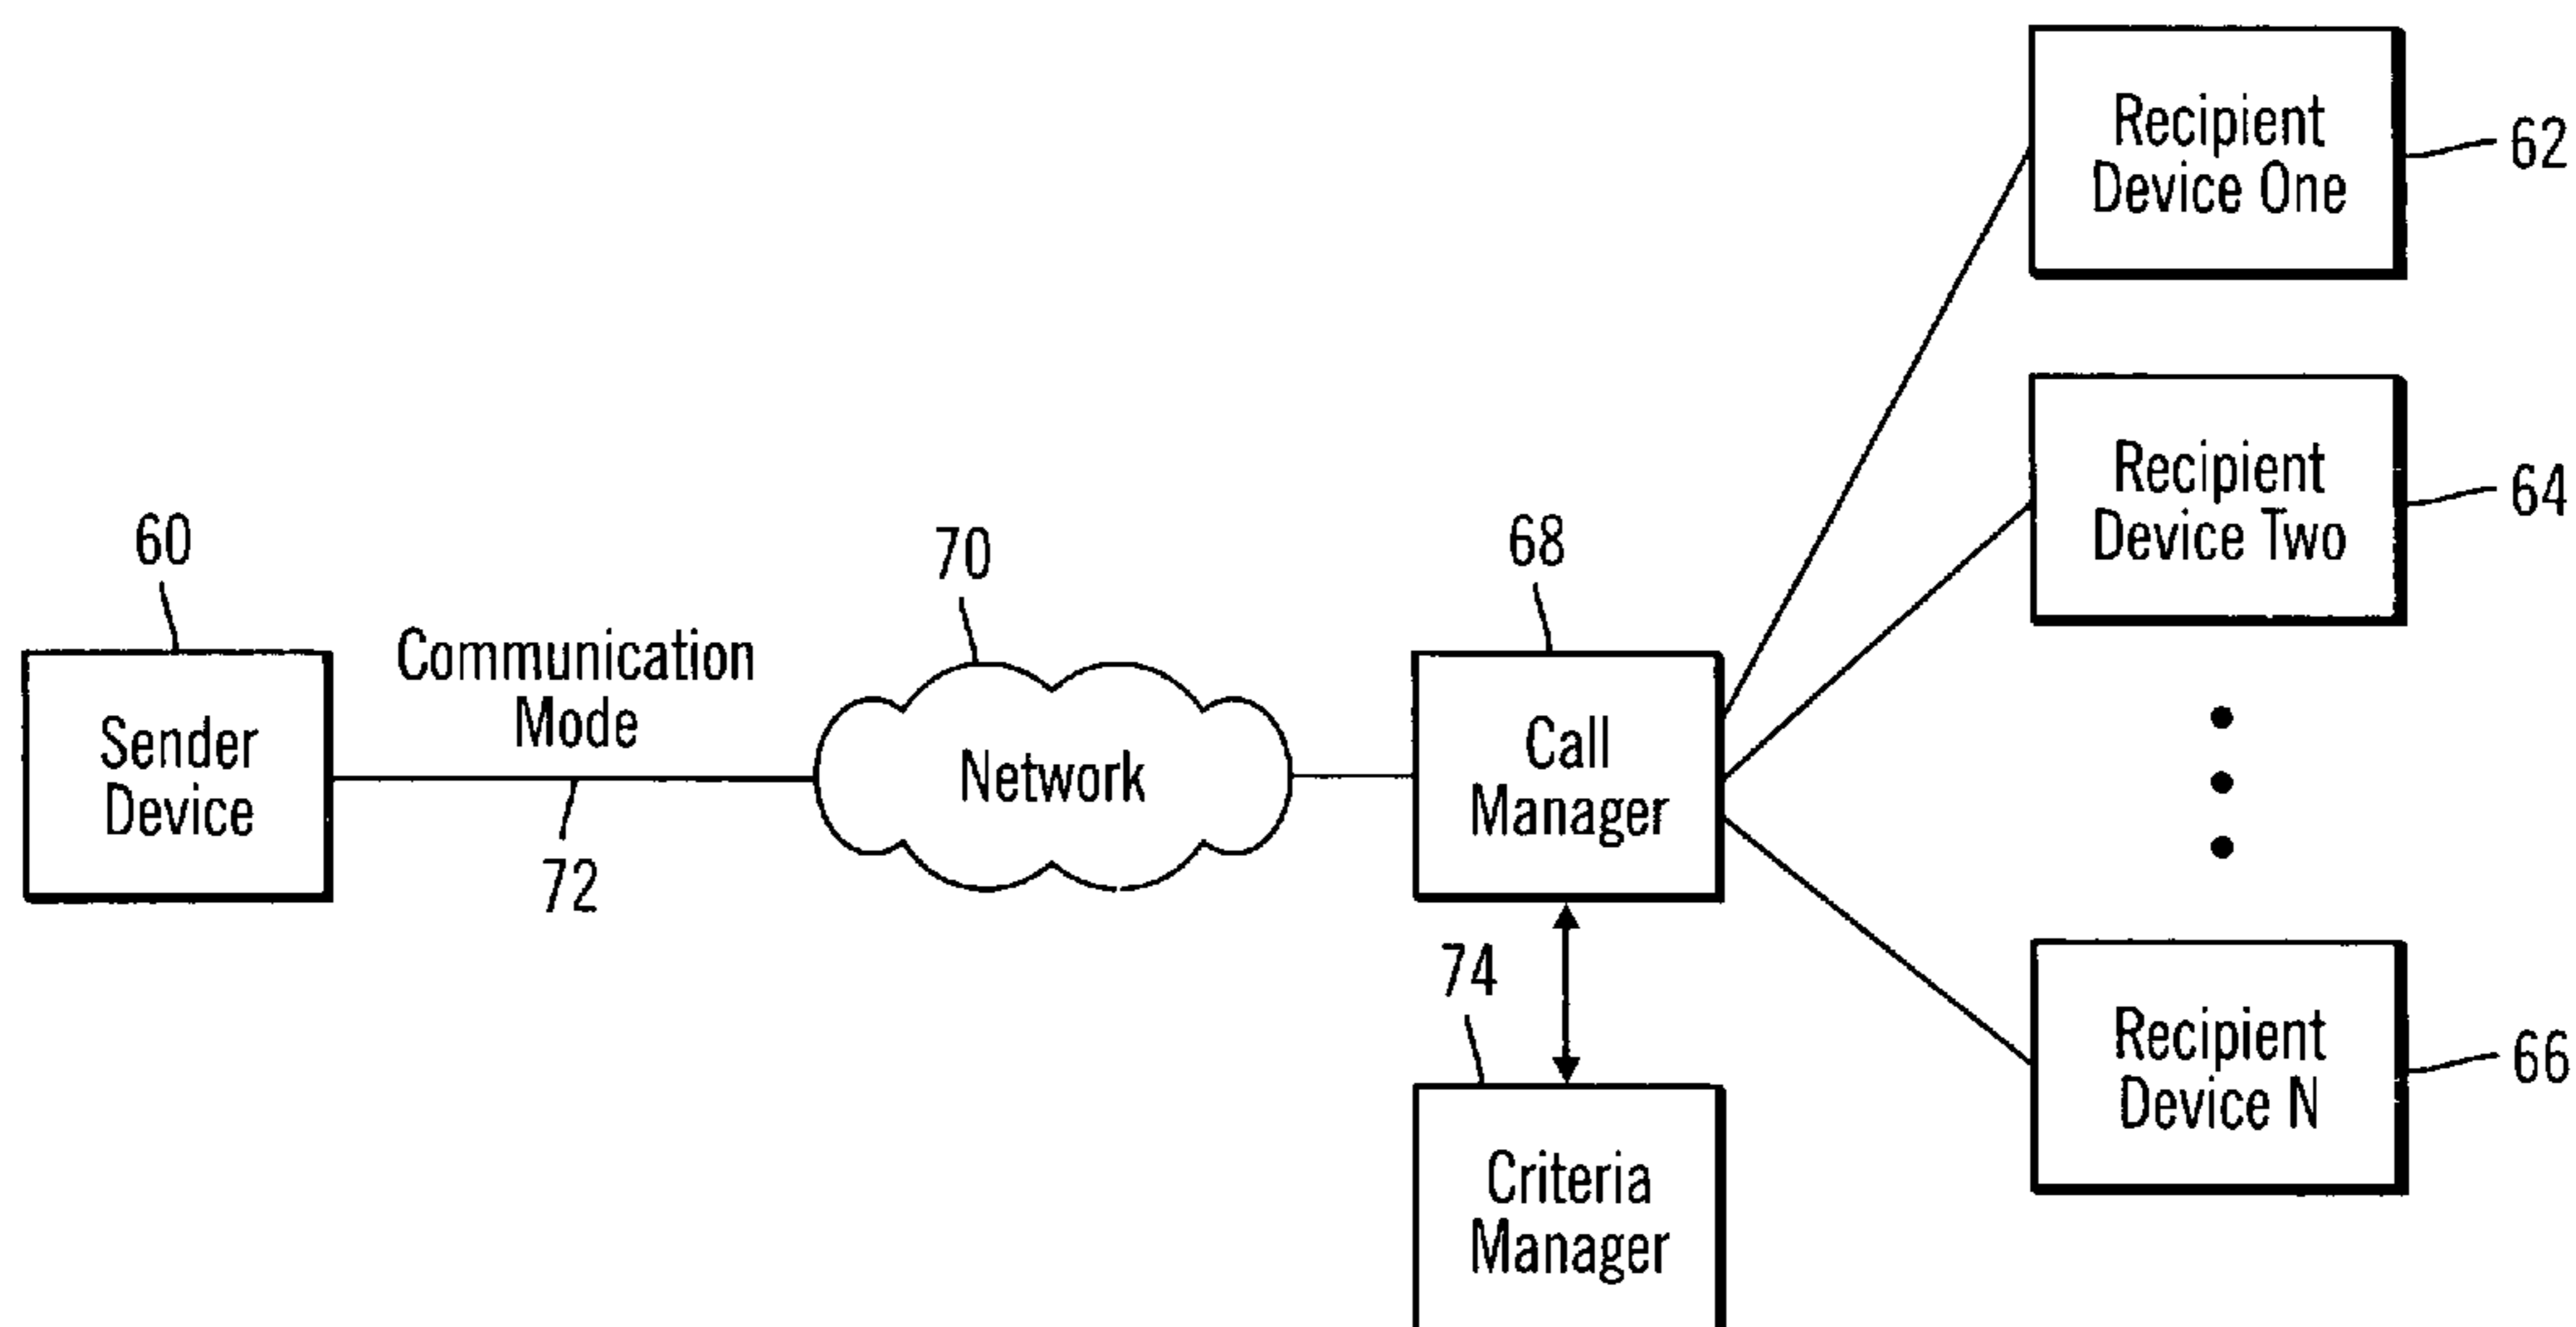 Recipient
Device One
62
Recipient
Device Two
64
60
Communication
Mode
70
68
Sender
Device
Network
Call
Manager
72
74
Recipient
Device N
66
Criteria
Manager